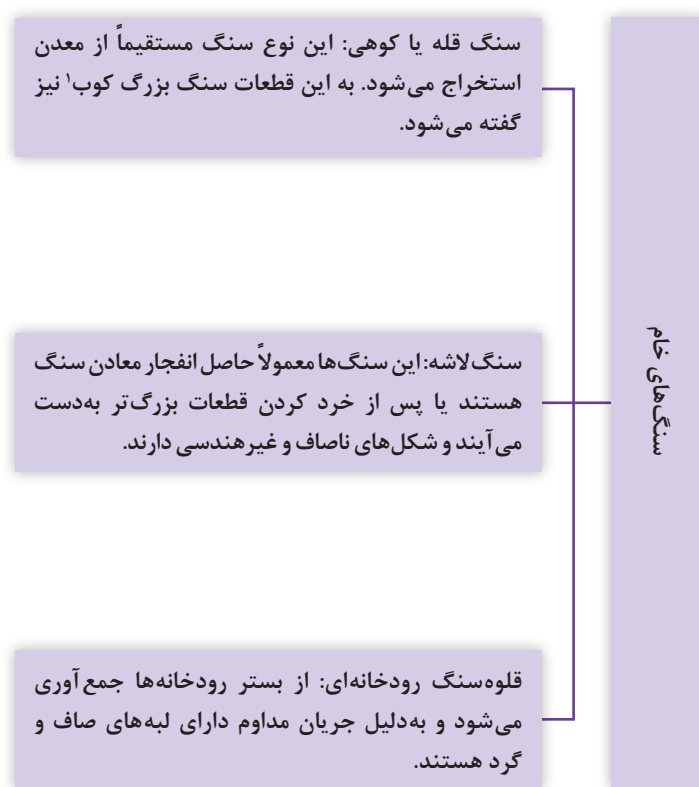 سنگ‌های خام
سنگ قله یا کوهی: این نوع سنگ مستقیماً از معدن
استخراج می‌شود. به این قطعات سنگ بزرگ کوب۱ نیز
گفته می‌شود.
سنگ‌لاشه: این سنگ‌ها معمولاً حاصل انفجار معادن سنگ
هستند یا پس از خرد کردن قطعات بزرگ‌تر به‌دست
می‌آیند و شکل‌های ناصاف و غیرهندسی دارند.
قلوه‌سنگ رودخانه‌ای: از بستر رودخانه‌ها جمع‌آوری
می‌شود و به‌دلیل جریان مداوم دارای لبه‌های صاف و
گرد هستند.